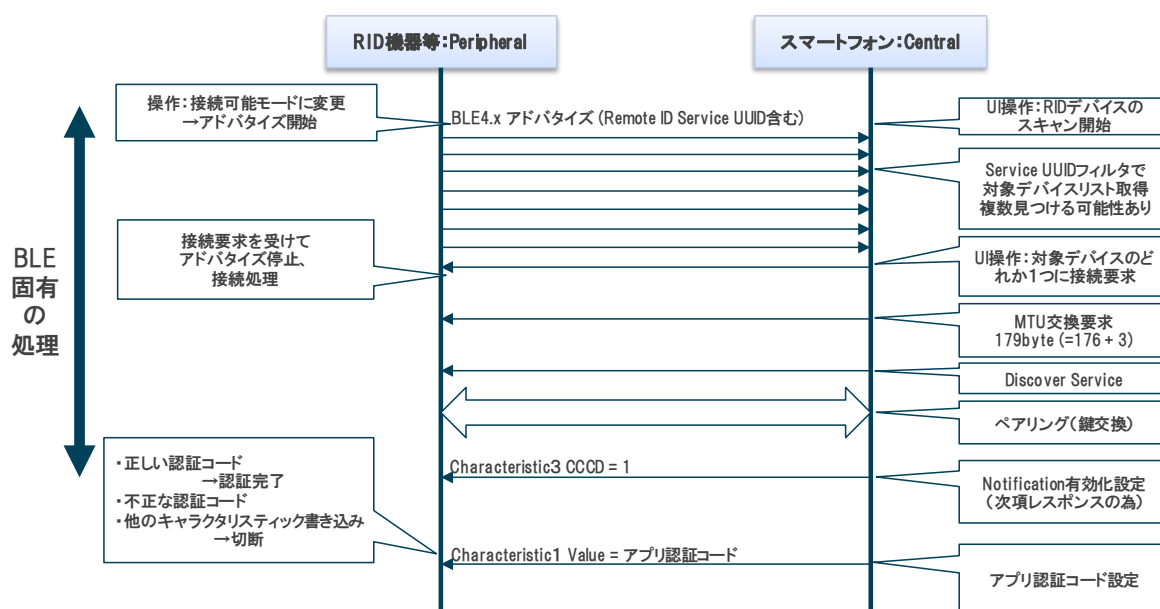 RID機器等:Peripheral
スマートフォン:Central
操作:接続可能モードに変更
→アドバタイズ開始
BLE4.x アドバタイズ (Remote ID Service UUID含む)
UI操作:RIDデバイスの
スキャン開始
Service UUIDフィルタで
対象デバイスリスト取得
複数見つける可能性あり
接続要求を受けて
アドバタイズ停止、
接続処理
UI操作:対象デバイスのど
れか1つに接続要求
BLE
固有
の
処理
MTU交換要求
179byte (=176 + 3)
Discover Service
ペアリング(鍵交換)
・正しい認証コード
→認証完了
・不正な認証コード
・他のキャラクタリスティック書き込み
→切断
Characteristic3 CCCD = 1
Notification有効化設定
(次項レスポンスの為)
Characteristic1 Value = アプリ認証コード
アプリ認証コード設定